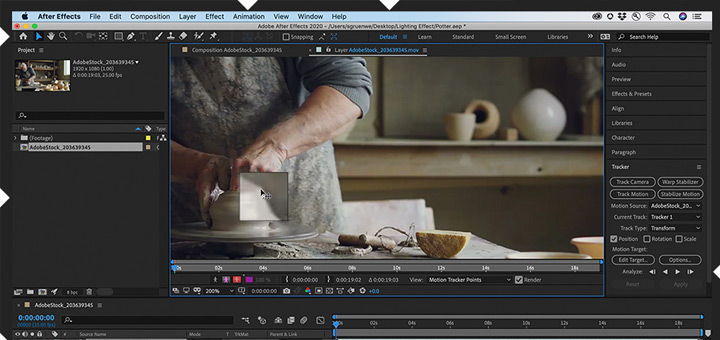 After Effects File Edit Composition Layer Effect Animation View Window Help
Adobe After Effects 2020 - /Users/sgruenwe/Desktop/Lighting Effect/Potter.aep *
Snapping Default Learn Standard Small Screen Libraries Search Help
Project Composition AdobeStock_203639345 Layer AdobeStock_203639345.mov Info
AdobeStock_203639345
1920 x 1080 (1.00)
Δ 0:00:19:03, 25.00 fps
Audio
Preview
Effects & Presets
Align
Libraries
Character
Paragraph
Name Type
(Footage)
AdobeStock_203639345
Tracker
Track Camera Warp Stabilizer
Track Motion Stabilize Motion
Motion Source: AdobeStock_20...
Current Track: Tracker 1
Track Type: Transform
Position Rotation Scale
Motion Target:
Edit Target... Options...
Analyze:
Reset Apply
02s 04s 06s 08s 10s 12s 14s 16s 18s
0:00:00:00 0:00:19:02 Δ 0:00:19:03 View: Motion Tracker Points Render
8 bpc 200% 0:00:00:00 +0.0
AdobeStock_203639345
0:00:00:00
# Source Name Mode T TrkMat Parent & Link
02s 04s 06s 08s 10s 12s 14s 16s 18s